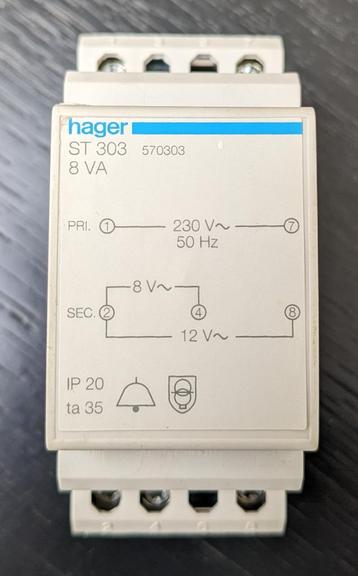 hager
ST 303 570303
8 VA
PRI. 1 230 V~ 7
50 Hz
8 V~
SEC. 2 4 8
12 V~
IP 20
ta 35